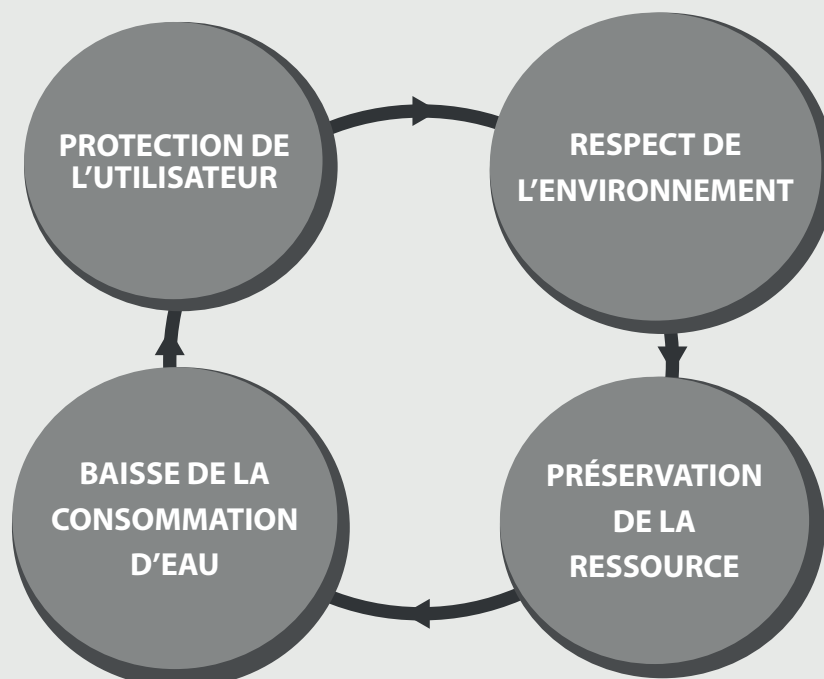 PROTECTION DE
L’UTILISATEUR
RESPECT DE
L’ENVIRONNEMENT
BAISSE DE LA
CONSOMMATION
D’EAU
PRÉSERVATION
DE LA
RESSOURCE